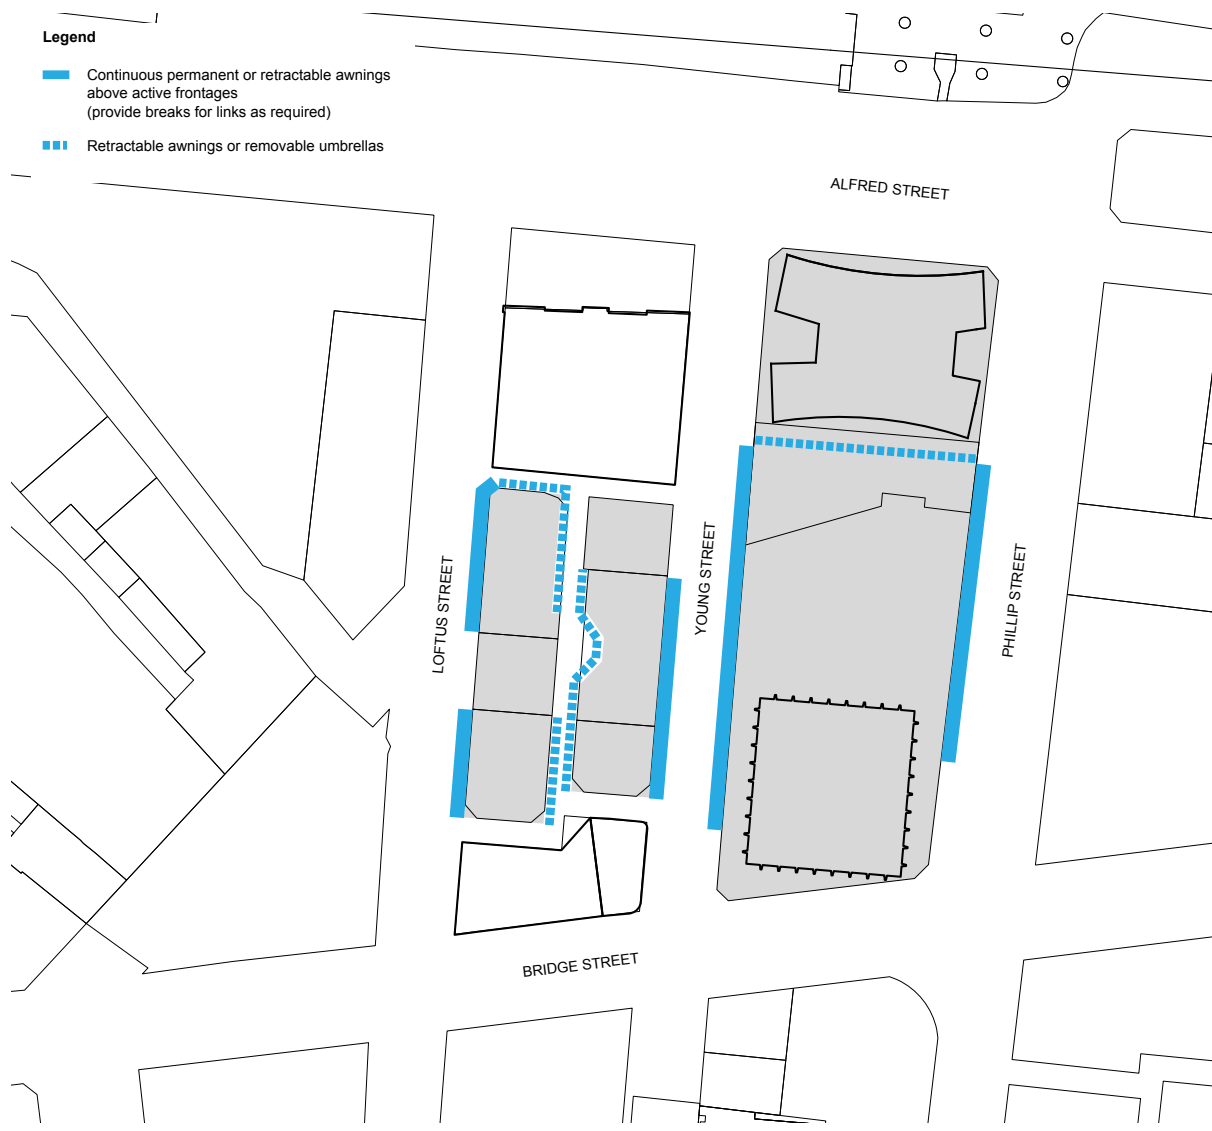 Legend
Continuous permanent or retractable awnings
above active frontages
(provide breaks for links as required)
Retractable awnings or removable umbrellas
ALFRED STREET
LOFTUS STREET
YOUNG STREET
PHILLIP STREET
BRIDGE STREET